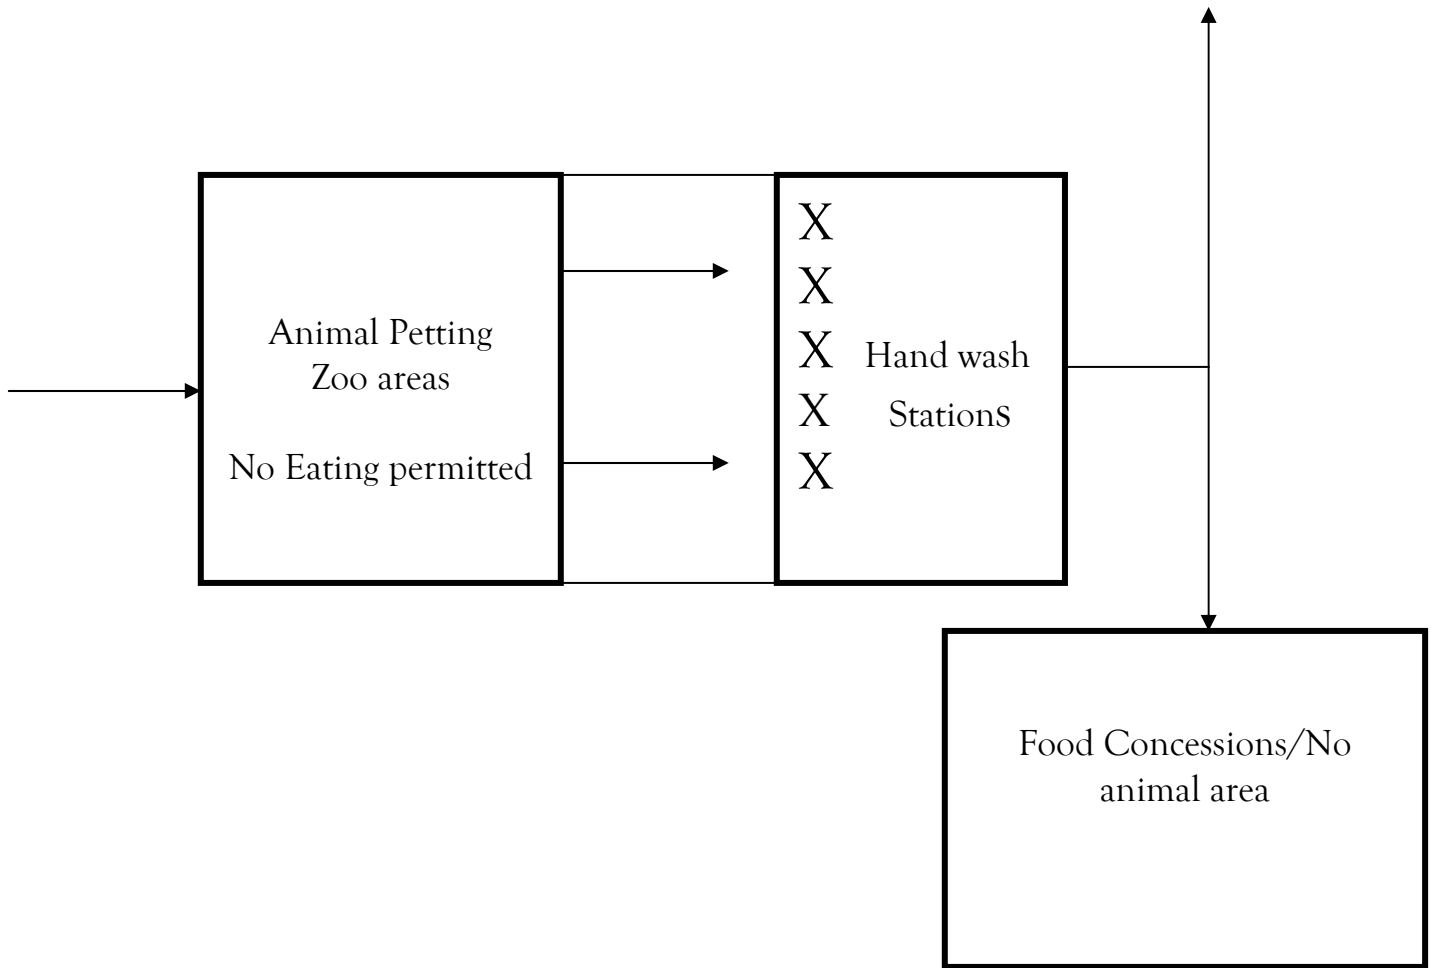 Animal Petting
Zoo areas
No Eating permitted
X
X
X
X
X
Hand wash
Stations
Food Concessions/No
animal area